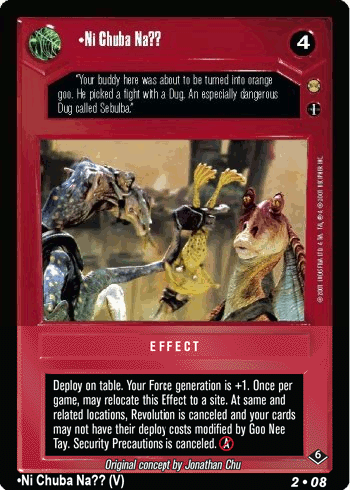 •Ni Chuba Na??
4
"Your buddy here was about to be turned into orange
goo. He picked a fight with a Dug. An especially dangerous
Dug called Sebulba."
EFFECT
Deploy on table. Your Force generation is +1. Once per
game, may relocate this Effect to a site. At same and
related locations, Revolution is canceled and your cards
may not have their deploy costs modified by Goo Nee
Tay. Security Precautions is canceled. A
6
Original concept by Jonathan Chu
•Ni Chuba Na?? (V)
2 • 08